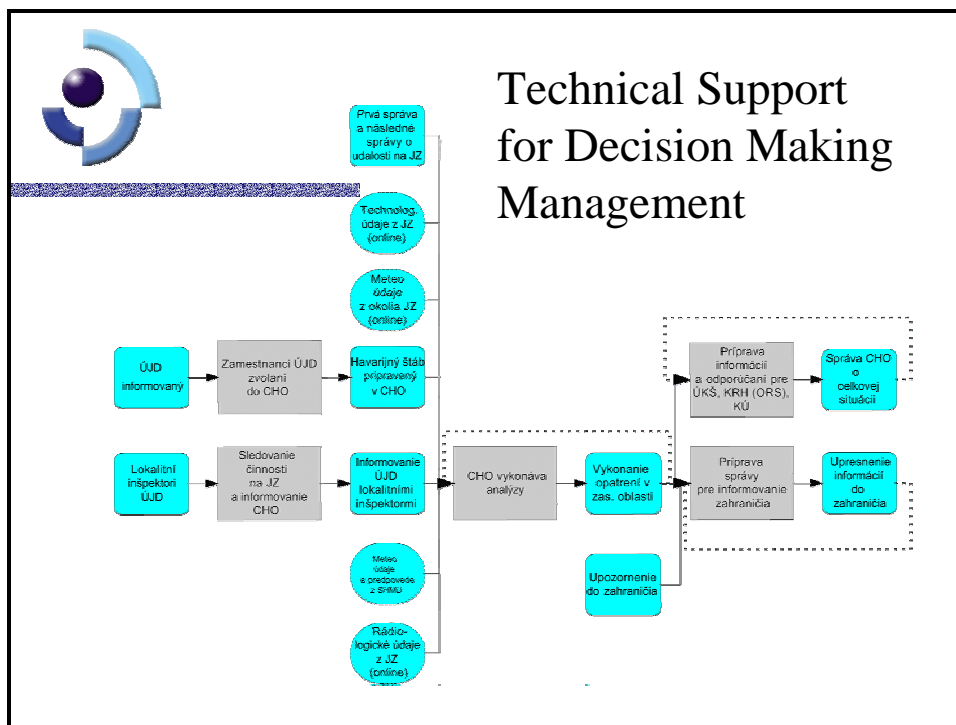 Technical Support
for Decision Making
Management
Prvá správa
a následné
správy o
udalosti na JZ
Technolog.
údaje z JZ
(online)
Meteo
údaje
z okolia JZ
(online)
ÚJD
informovaný
Zamestnanci ÚJD
zvolaní
do CHO
Havarijný štáb
pripravený
v CHO
Príprava
informácií
a odporúčaní pre
ÚKŠ, KRH (ORS),
KÚ
Správa CHO
o
celkovej
situácii
Lokalitní
inšpektori
ÚJD
Sledovanie
činnosti
na JZ
a informovanie
CHO
Informovanie
ÚJD
lokalitnými
inšpektormi
CHO vykonáva
analýzy
Vykonanie
opatrení v
zas. oblasti
Príprava
správy
pre informovanie
zahraničia
Upresnenie
informácií
do
zahraničia
Meteo
údaje
a predpovede
z SHMÚ
Upozornenie
do zahraničia
Rádio-
logické údaje
z JZ
(online)